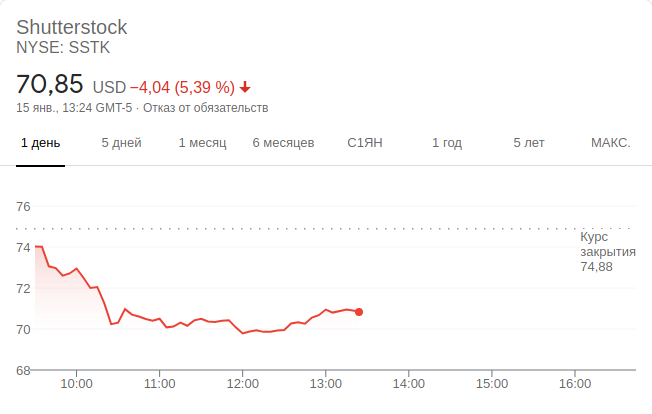 Shutterstock
NYSE: SSTK
70,85 USD −4,04 (5,39 %)
15 янв., 13:24 GMT-5 · Отказ от обязательств
1 день 5 дней 1 месяц 6 месяцев С1ЯН 1 год 5 лет МАКС.
76
Курс
74 закрытия
74,88
72
70
68
10:00 11:00 12:00 13:00 14:00 15:00 16:00